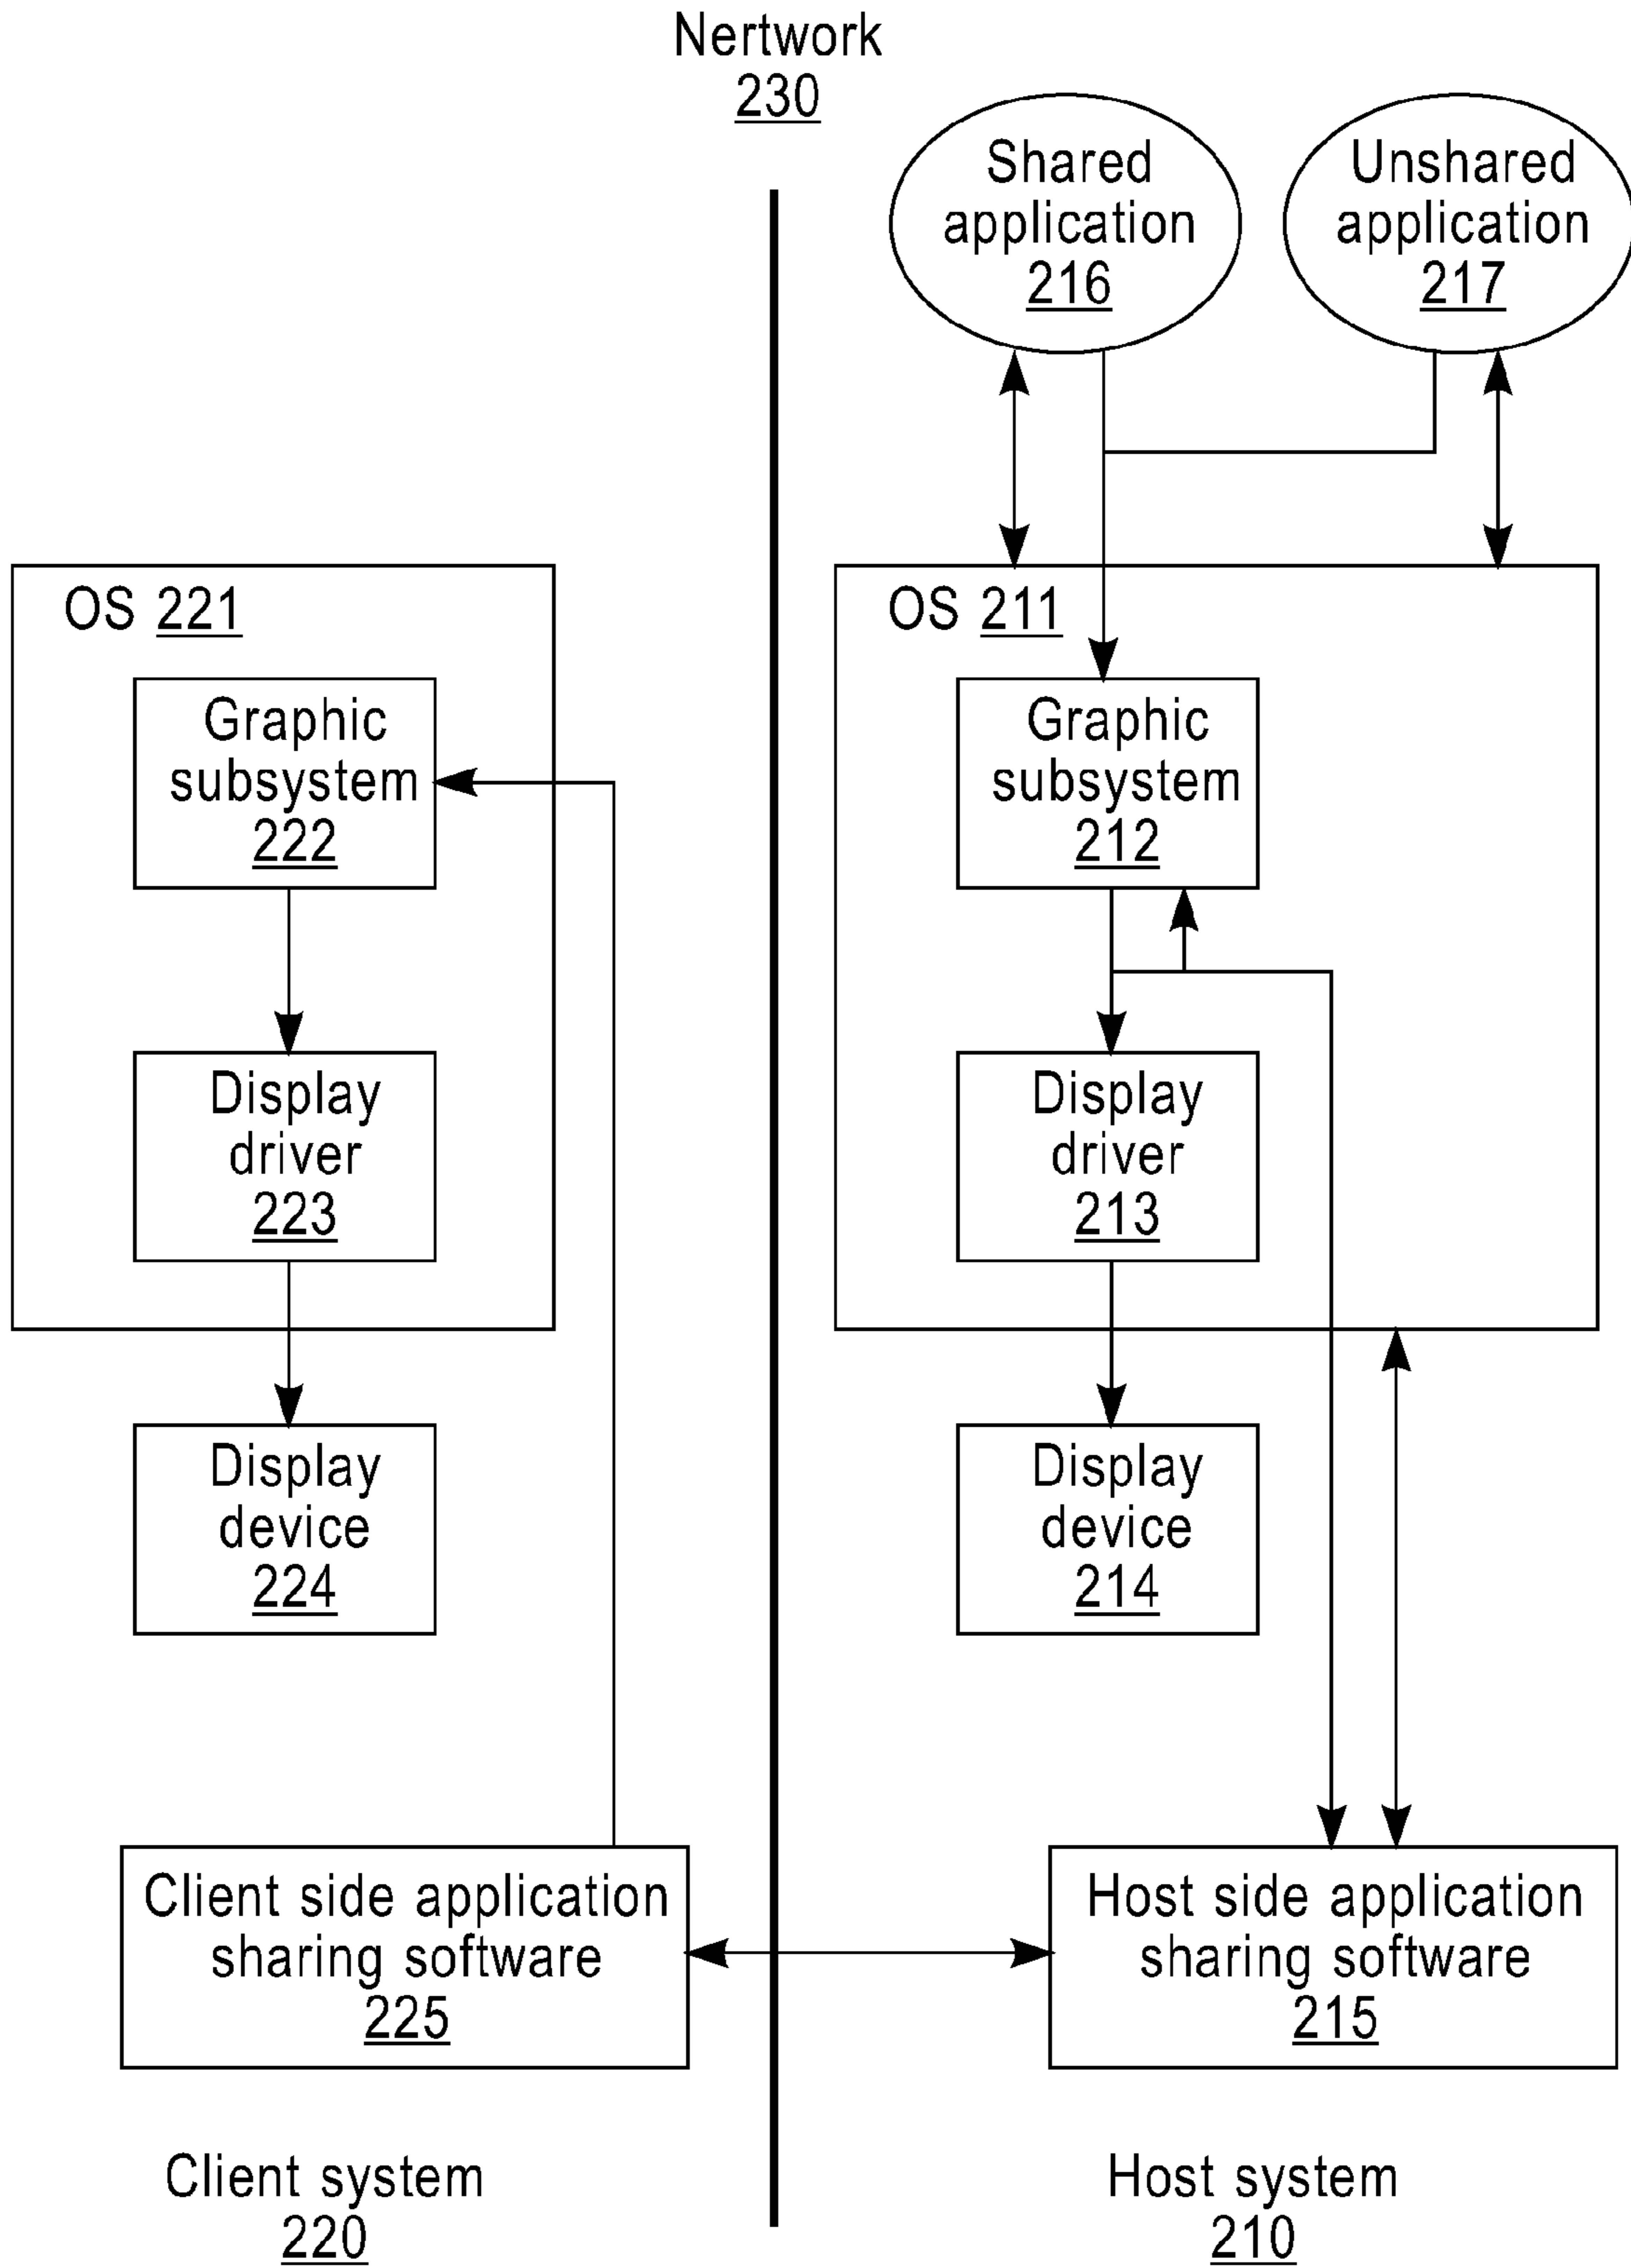 Nertwork
230
Shared
application
216
Unshared
application
217
OS 221
Graphic
subsystem
222
Display
driver
223
Display
device
224
OS 211
Graphic
subsystem
212
Display
driver
213
Display
device
214
Client side application
sharing software
225
Host side application
sharing software
215
Client system
220
Host system
210